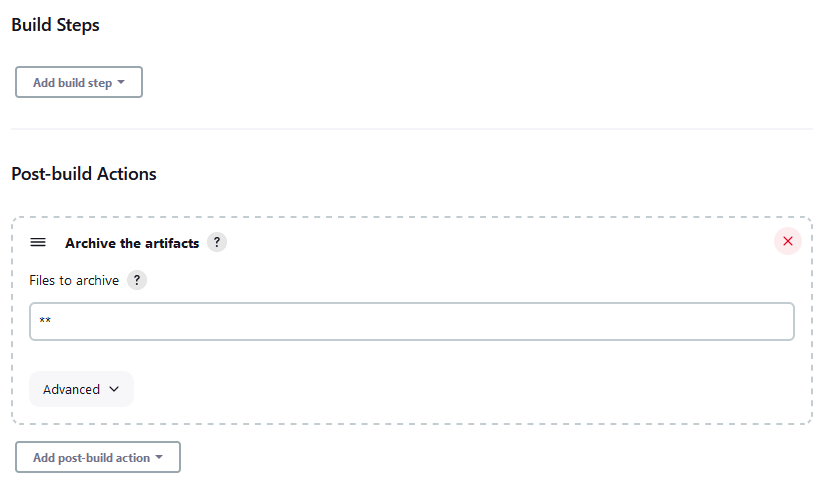 Build Steps
Add build step
Post-build Actions
Archive the artifacts ?
Files to archive ?
**
Advanced
Add post-build action